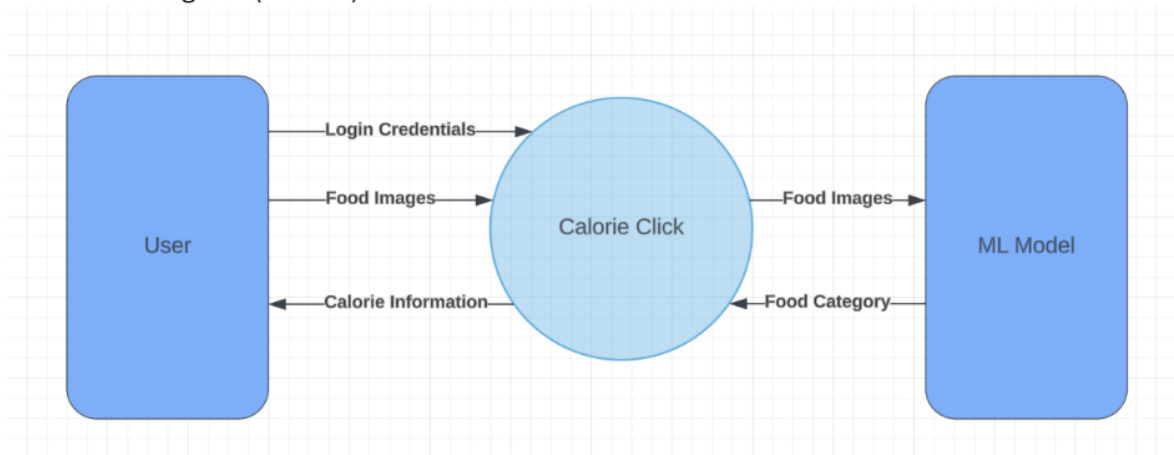 Login Credentials
Food Images
Food Images
Calorie Click
User
ML Model
Calorie Information
Food Category